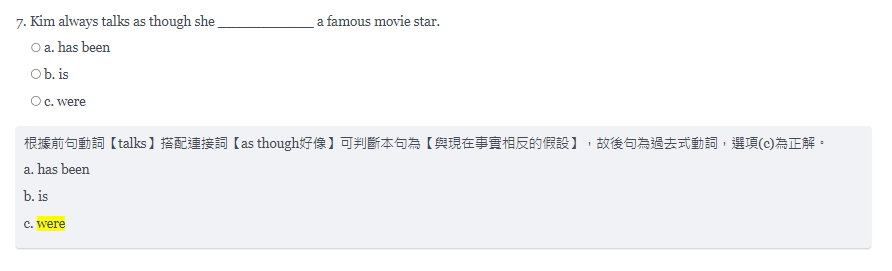 7. Kim always talks as though she _____________ a famous movie star.
a. has been
b. is
c. were
根據前句動詞【talks】搭配連接詞【as though好像】可判斷本句為【與現在事實相反的假設】，故後句為過去式動詞，選項(c)為正解。
a. has been
b. is
c. were